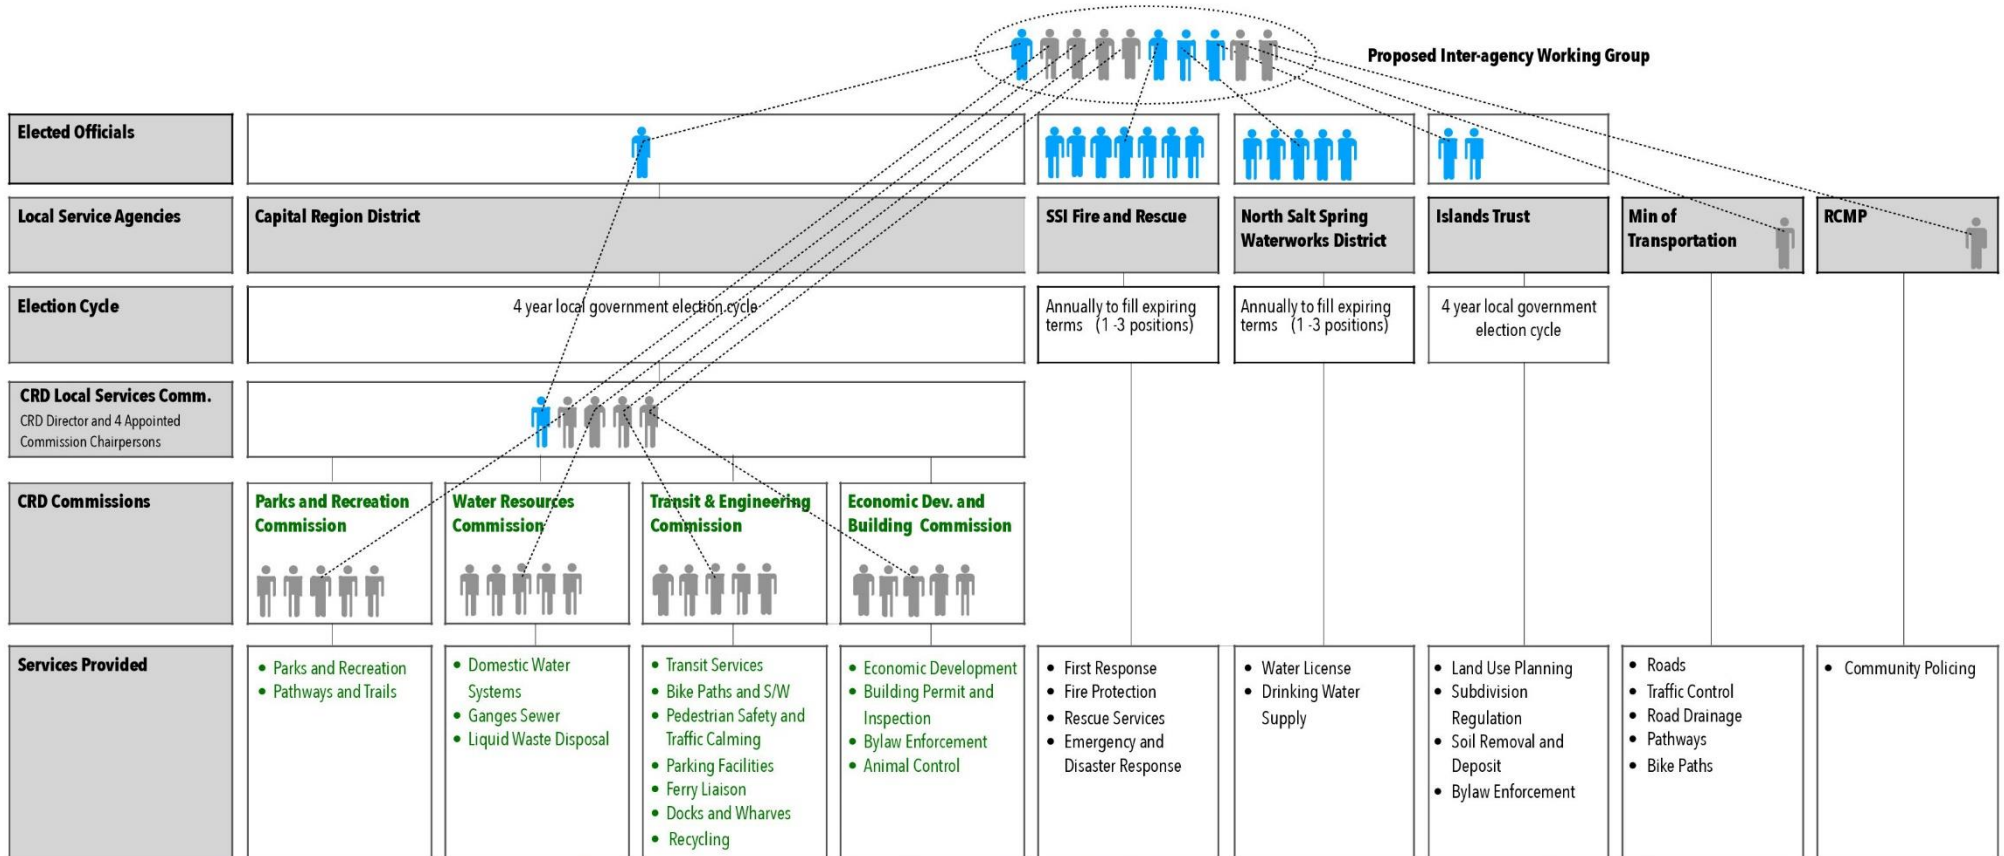 Proposed Inter-agency Working Group
Elected Officials
Local Service Agencies
Capital Region District
SSI Fire and Rescue
North Salt Spring
Waterworks District
Islands Trust
Min of
Transportation
RCMP
Election Cycle
4 year local government election cycle
Annually to fill expiring
terms (1 -3 positions)
Annually to fill expiring
terms (1 -3 positions)
4 year local government
election cycle
CRD Local Services Comm.
CRD Director and 4 Appointed
Commission Chairpersons
CRD Commissions
Parks and Recreation
Commission
Water Resources
Commission
Transit & Engineering
Commission
Economic Dev. and
Building Commission
Services Provided
• Parks and Recreation
• Pathways and Trails
• Domestic Water
Systems
• Ganges Sewer
• Liquid Waste Disposal
• Transit Services
• Bike Paths and S/W
• Pedestrian Safety and
Traffic Calming
• Parking Facilities
• Ferry Liaison
• Docks and Wharves
• Recycling
• Economic Development
• Building Permit and
Inspection
• Bylaw Enforcement
• Animal Control
• First Response
• Fire Protection
• Rescue Services
• Emergency and
Disaster Response
• Water License
• Drinking Water
Supply
• Land Use Planning
• Subdivision
Regulation
• Soil Removal and
Deposit
• Bylaw Enforcement
• Roads
• Traffic Control
• Road Drainage
• Pathways
• Bike Paths
• Community Policing